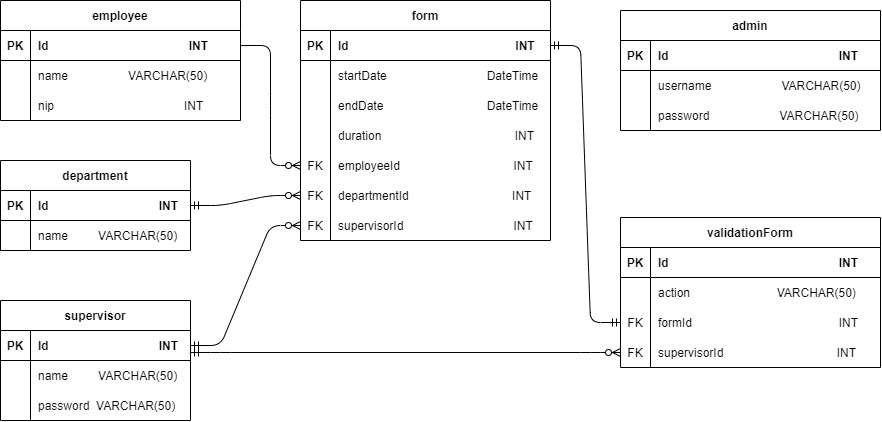 employee
PK Id INT
name VARCHAR(50)
nip INT
department
PK Id INT
name VARCHAR(50)
supervisor
PK Id INT
name VARCHAR(50)
password VARCHAR(50)
form
PK Id INT
startDate DateTime
endDate DateTime
duration INT
FK employeeId INT
FK departmentId INT
FK supervisorId INT
admin
PK Id INT
username VARCHAR(50)
password VARCHAR(50)
validationForm
PK Id INT
action VARCHAR(50)
FK formId INT
FK supervisorId INT